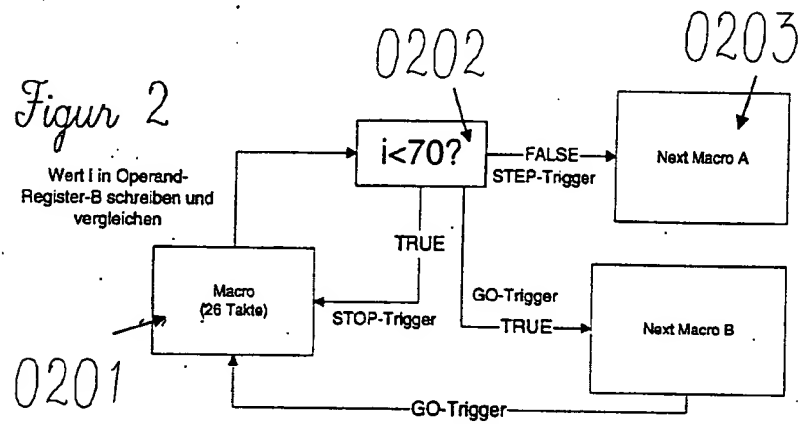 0203
0202
Figur 2
i<70?
FALSE
STEP-Trigger
Next Macro A
Wert I in Operand-
Register-B schreiben und
vergleichen
TRUE
Macro
(26 Takte)
STOP-Trigger
GO-Trigger
TRUE
Next Macro B
0201
GO-Trigger